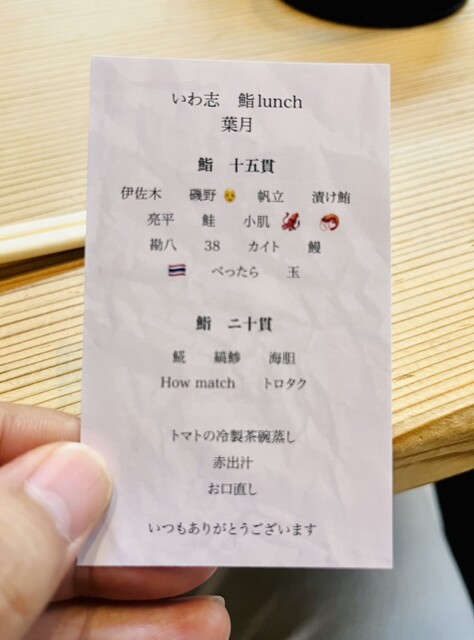 いわ志 鮨lunch
葉月
鮨 十五貫
伊佐木 磯野👴 帆立 漬け鮪
亮平 鮭 小肌 🦑 🦐
勘八 38 カイト 鰻
🇹🇭 べったら 玉
鮨 二十貫
糀 縞鯵 海胆
How match トロタク
トマトの冷製茶碗蒸し
赤出汁
お口直し
いつもありがとうございます